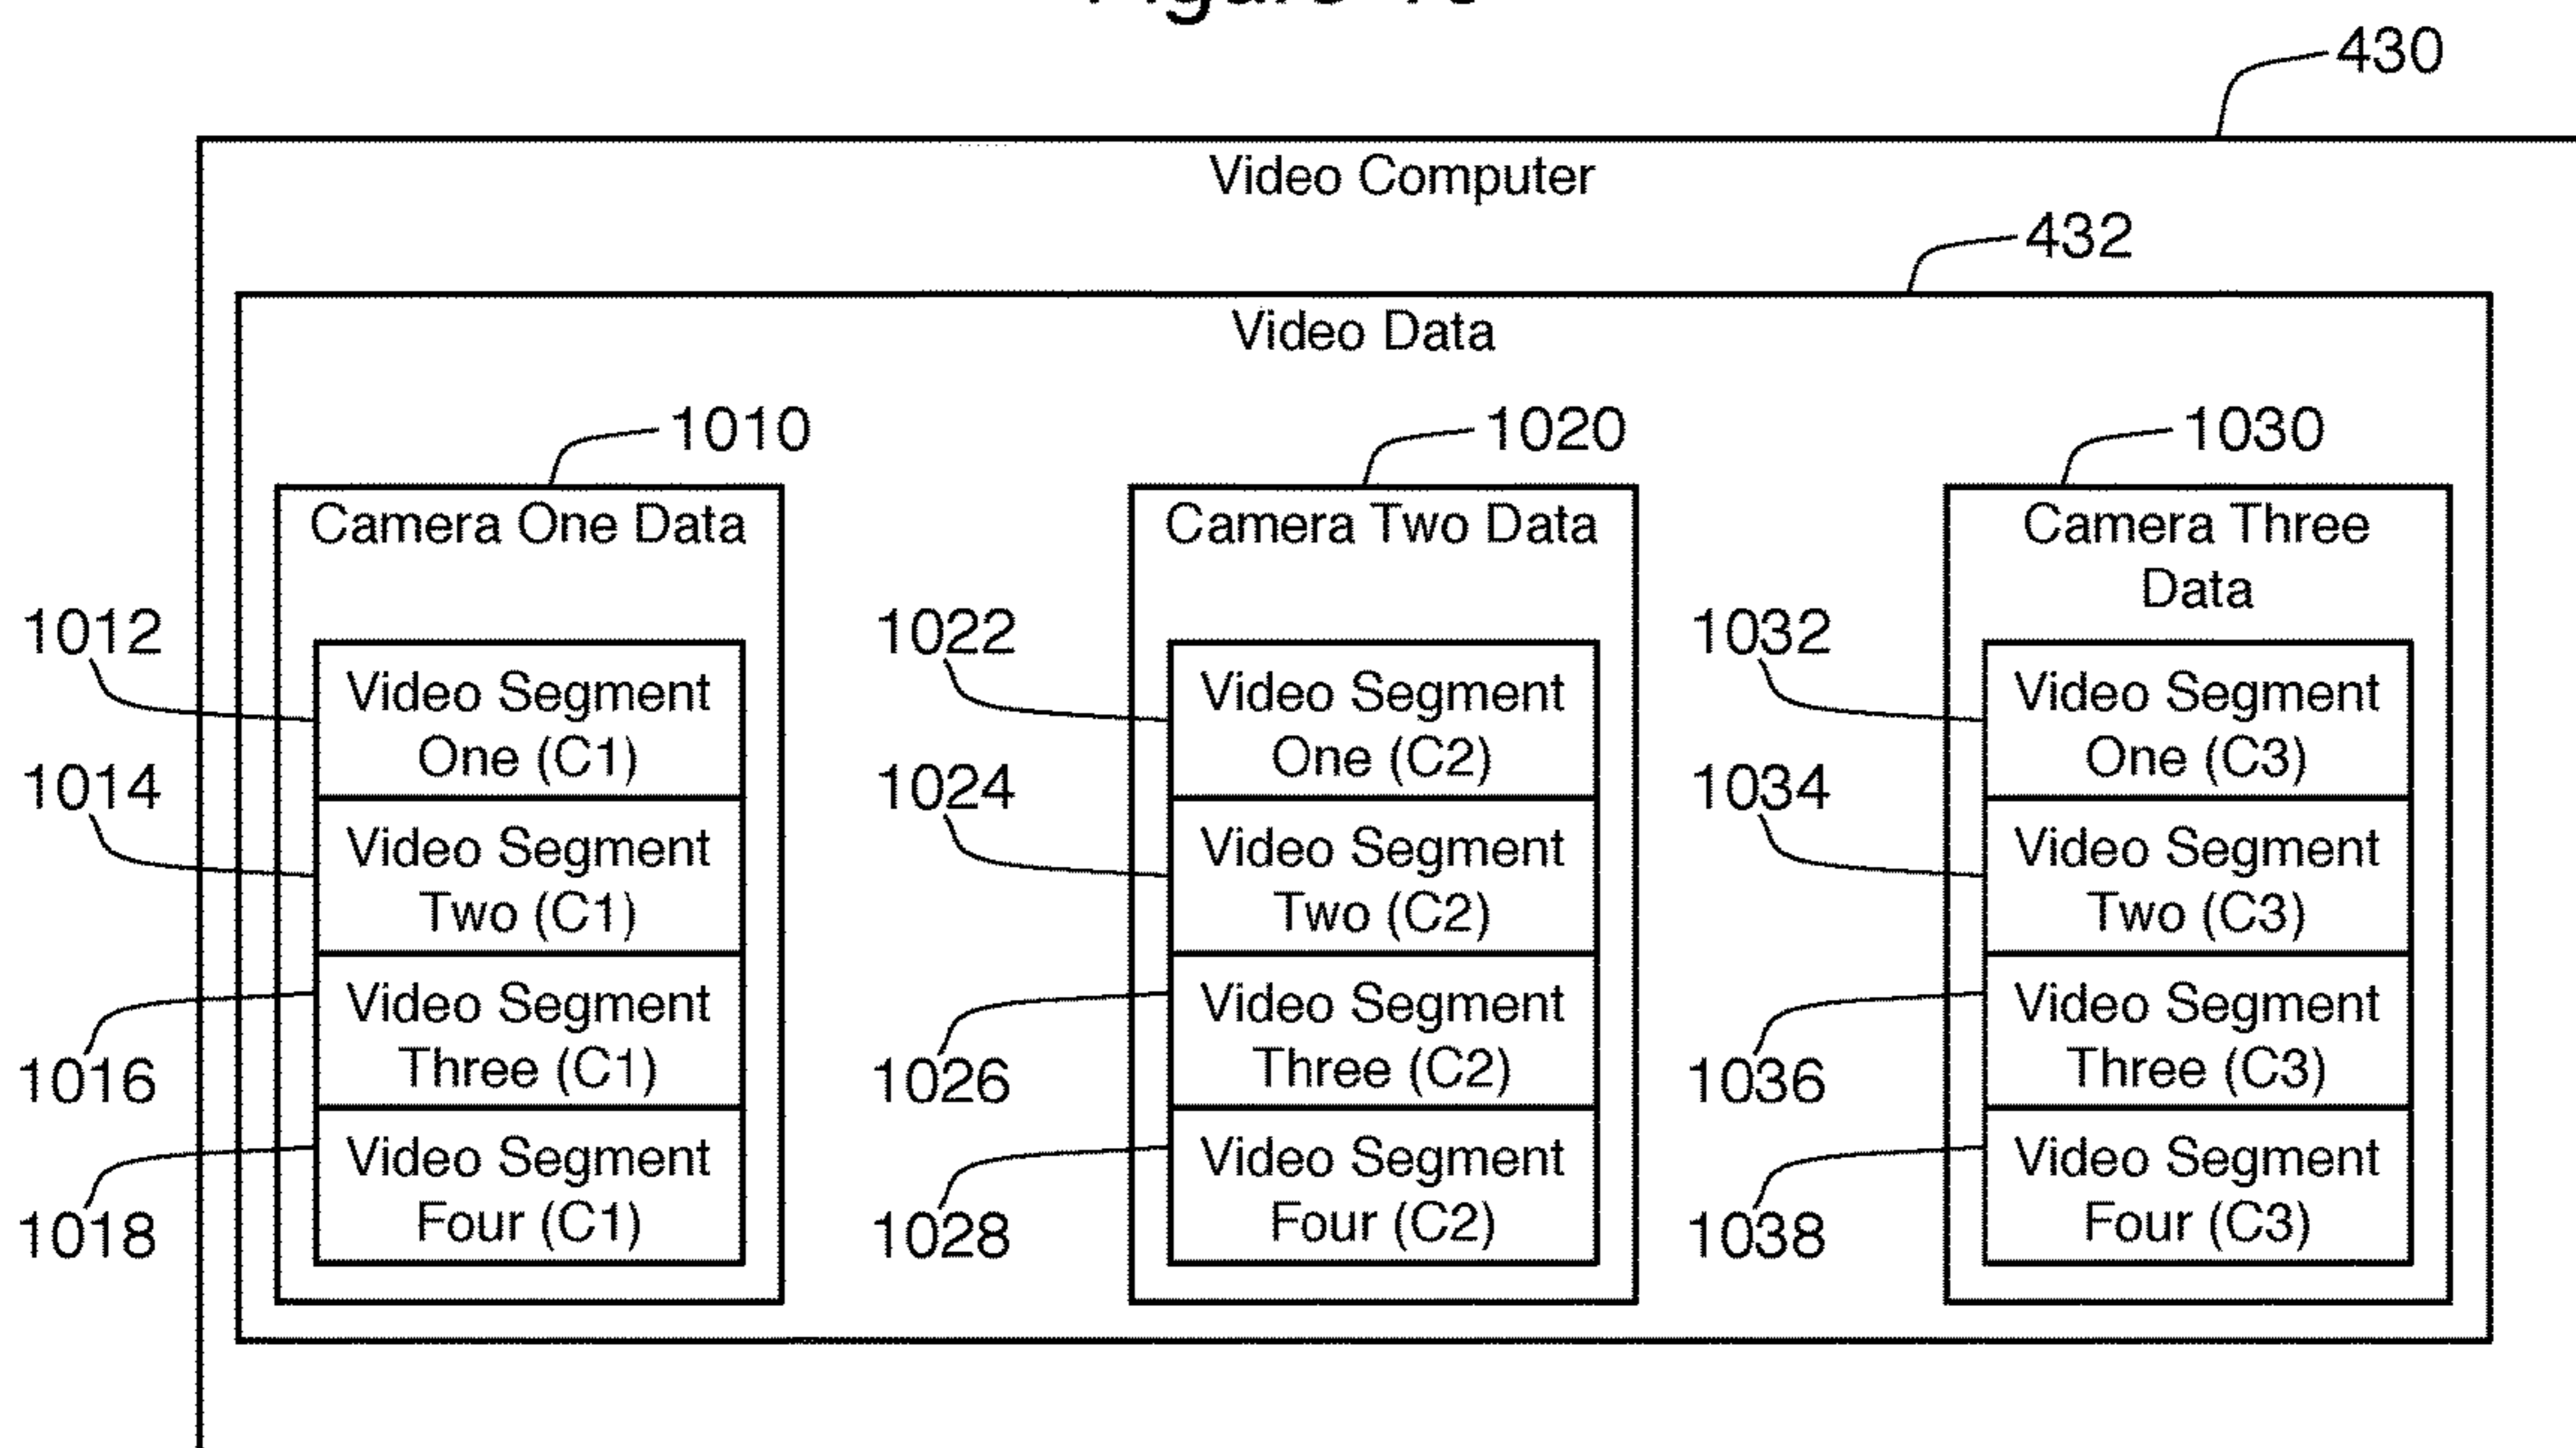 430
Video Computer
432
Video Data
1010
1020
1030
Camera One Data
Camera Two Data
Camera Three
Data
1012
Video Segment
One (C1)
1014
Video Segment
Two (C1)
1016
Video Segment
Three (C1)
1018
Video Segment
Four (C1)
1022
Video Segment
One (C2)
1024
Video Segment
Two (C2)
1026
Video Segment
Three (C2)
1028
Video Segment
Four (C2)
1032
Video Segment
One (C3)
1034
Video Segment
Two (C3)
1036
Video Segment
Three (C3)
1038
Video Segment
Four (C3)